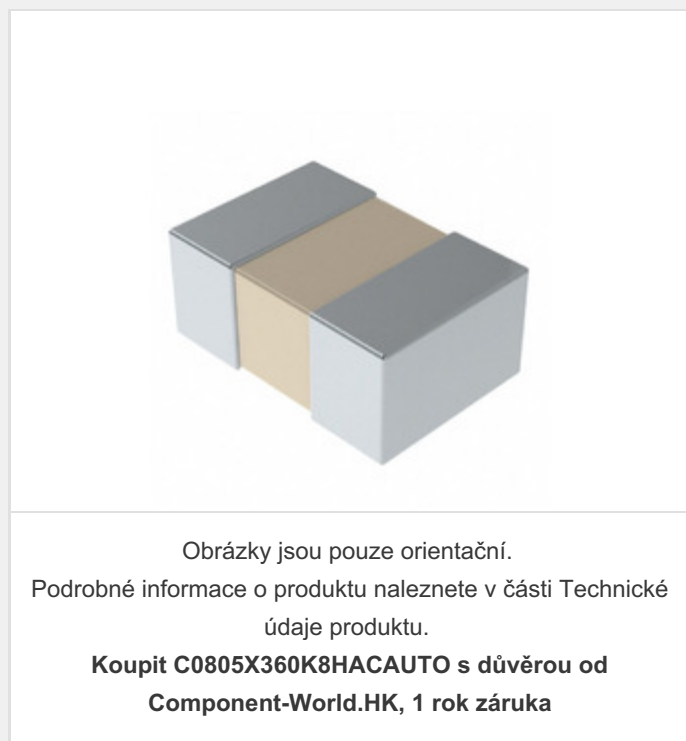 Obrázky jsou pouze orientační.
Podrobné informace o produktu naleznete v části Technické
údaje produktu.
Koupit C0805X360K8HACAUTO s důvěrou od
Component-World.HK, 1 rok záruka